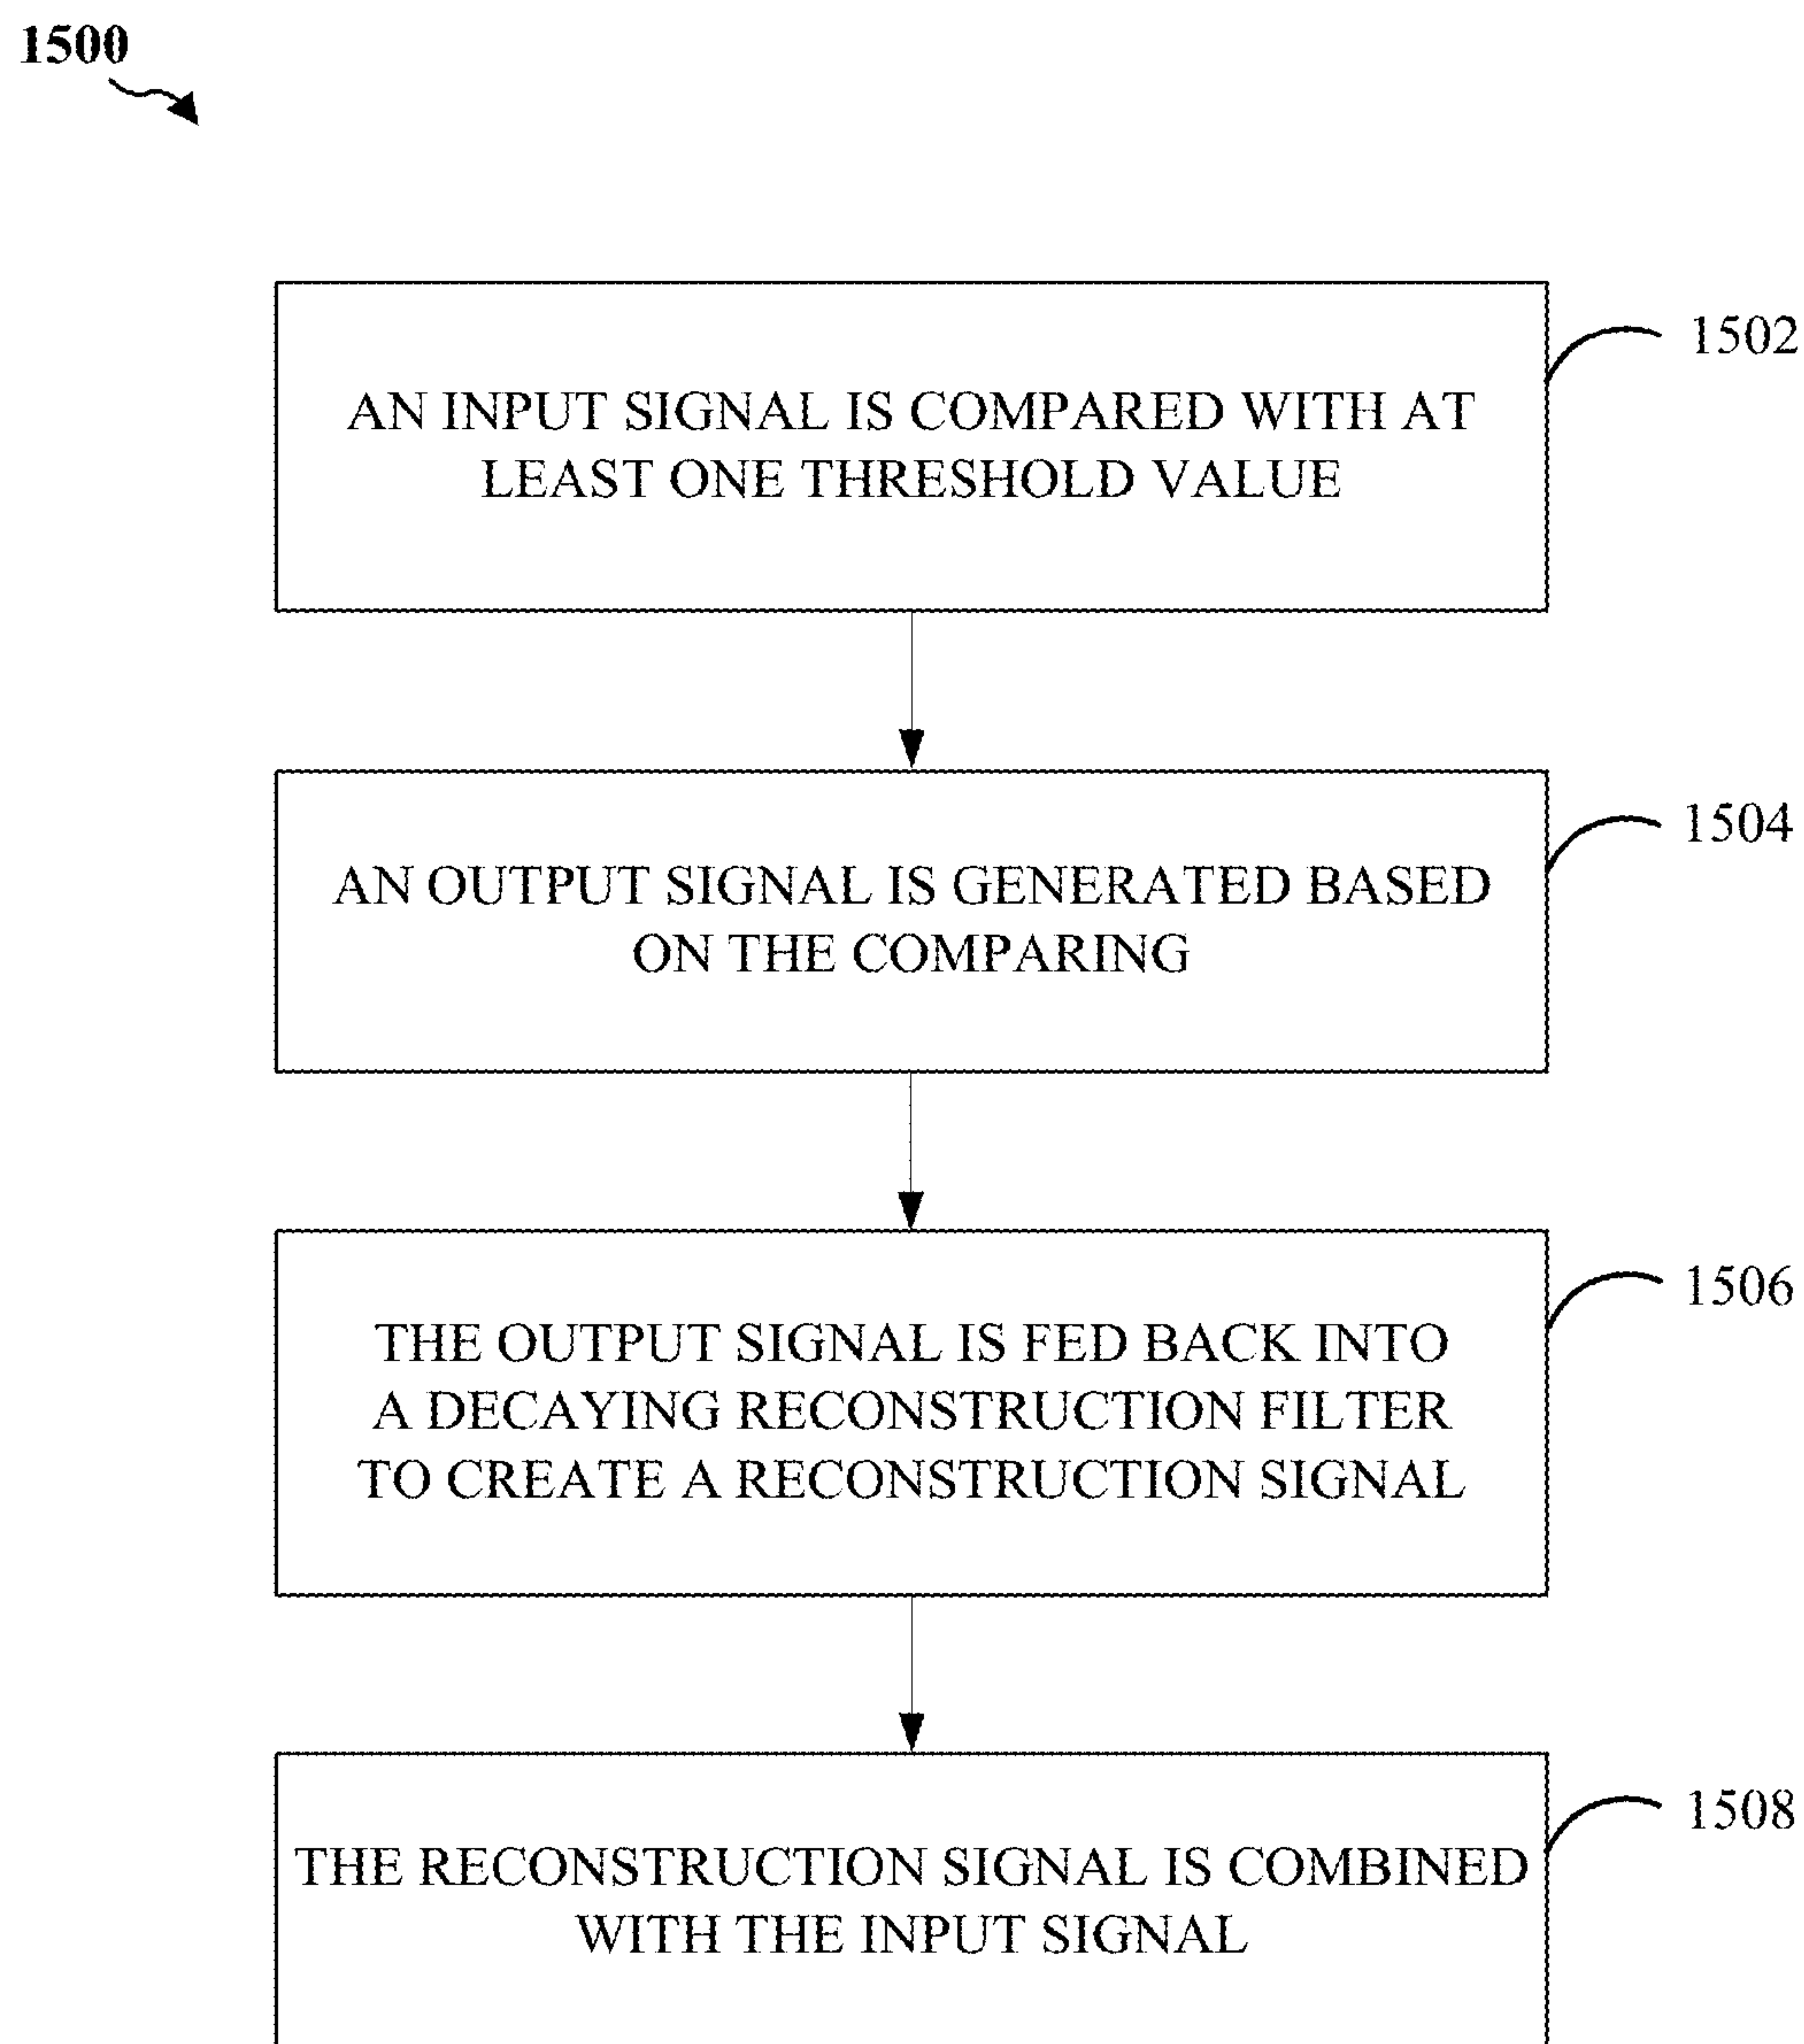 1500
AN INPUT SIGNAL IS COMPARED WITH AT
LEAST ONE THRESHOLD VALUE
1502
AN OUTPUT SIGNAL IS GENERATED BASED
ON THE COMPARING
1504
THE OUTPUT SIGNAL IS FED BACK INTO
A DECAYING RECONSTRUCTION FILTER
TO CREATE A RECONSTRUCTION SIGNAL
1506
THE RECONSTRUCTION SIGNAL IS COMBINED
WITH THE INPUT SIGNAL
1508